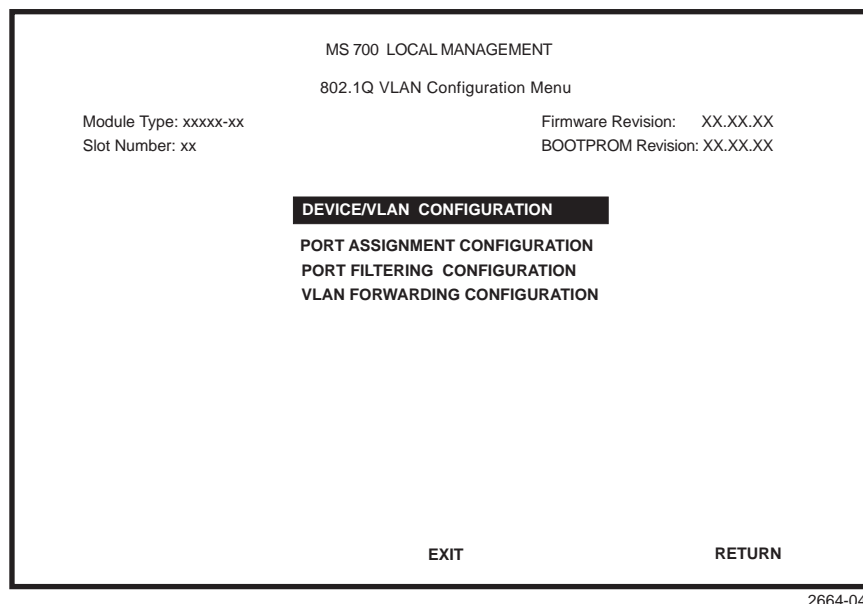 MS 700 LOCAL MANAGEMENT
802.1Q VLAN Configuration Menu
Module Type: xxxxx-xx Firmware Revision: XX.XX.XX
Slot Number: xx BOOTPROM Revision: XX.XX.XX
DEVICE/VLAN CONFIGURATION
PORT ASSIGNMENT CONFIGURATION
PORT FILTERING CONFIGURATION
VLAN FORWARDING CONFIGURATION
EXIT RETURN
2664-04